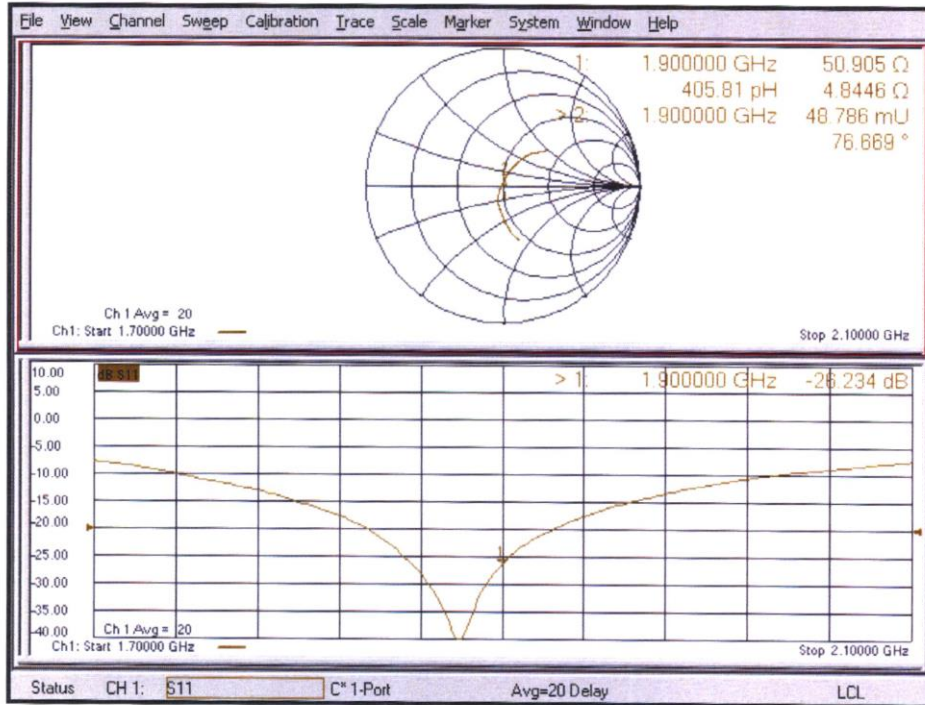 File View Channel Sweep Calibration Trace Scale Marker System Window Help
1: 1.900000 GHz 50.905 Ω
405.81 pH 4.8446 Ω
> 2: 1.900000 GHz 48.786 mU
76.669 °
Ch 1 Avg = 20
Ch1: Start 1.70000 GHz
Stop 2.10000 GHz
10.00
dB S11
> 1: 1.900000 GHz -26.234 dB
5.00
0.00
-5.00
-10.00
-15.00
-20.00
-25.00
-30.00
-35.00
-40.00
Ch 1 Avg = 20
Ch1: Start 1.70000 GHz
Stop 2.10000 GHz
Status CH 1: S11 C* 1-Port Avg=20 Delay LCL